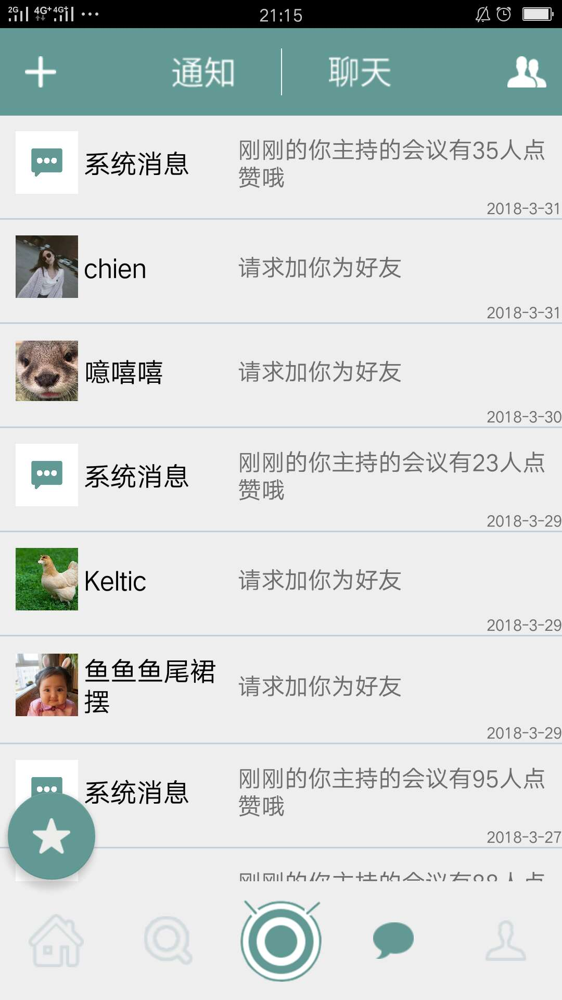 2G 4G+ 4G+ 21:15
通知 聊天
系统消息
刚刚的你主持的会议有35人点
赞哦
2018-3-31
chien
请求加你为好友
2018-3-31
噫嘻嘻
请求加你为好友
2018-3-30
系统消息
刚刚的你主持的会议有23人点
赞哦
2018-3-29
Keltic
请求加你为好友
2018-3-29
鱼鱼鱼尾裙
摆
请求加你为好友
2018-3-29
系统消息
刚刚的你主持的会议有95人点
赞哦
2018-3-27
刚刚的你主持的会议有88人点